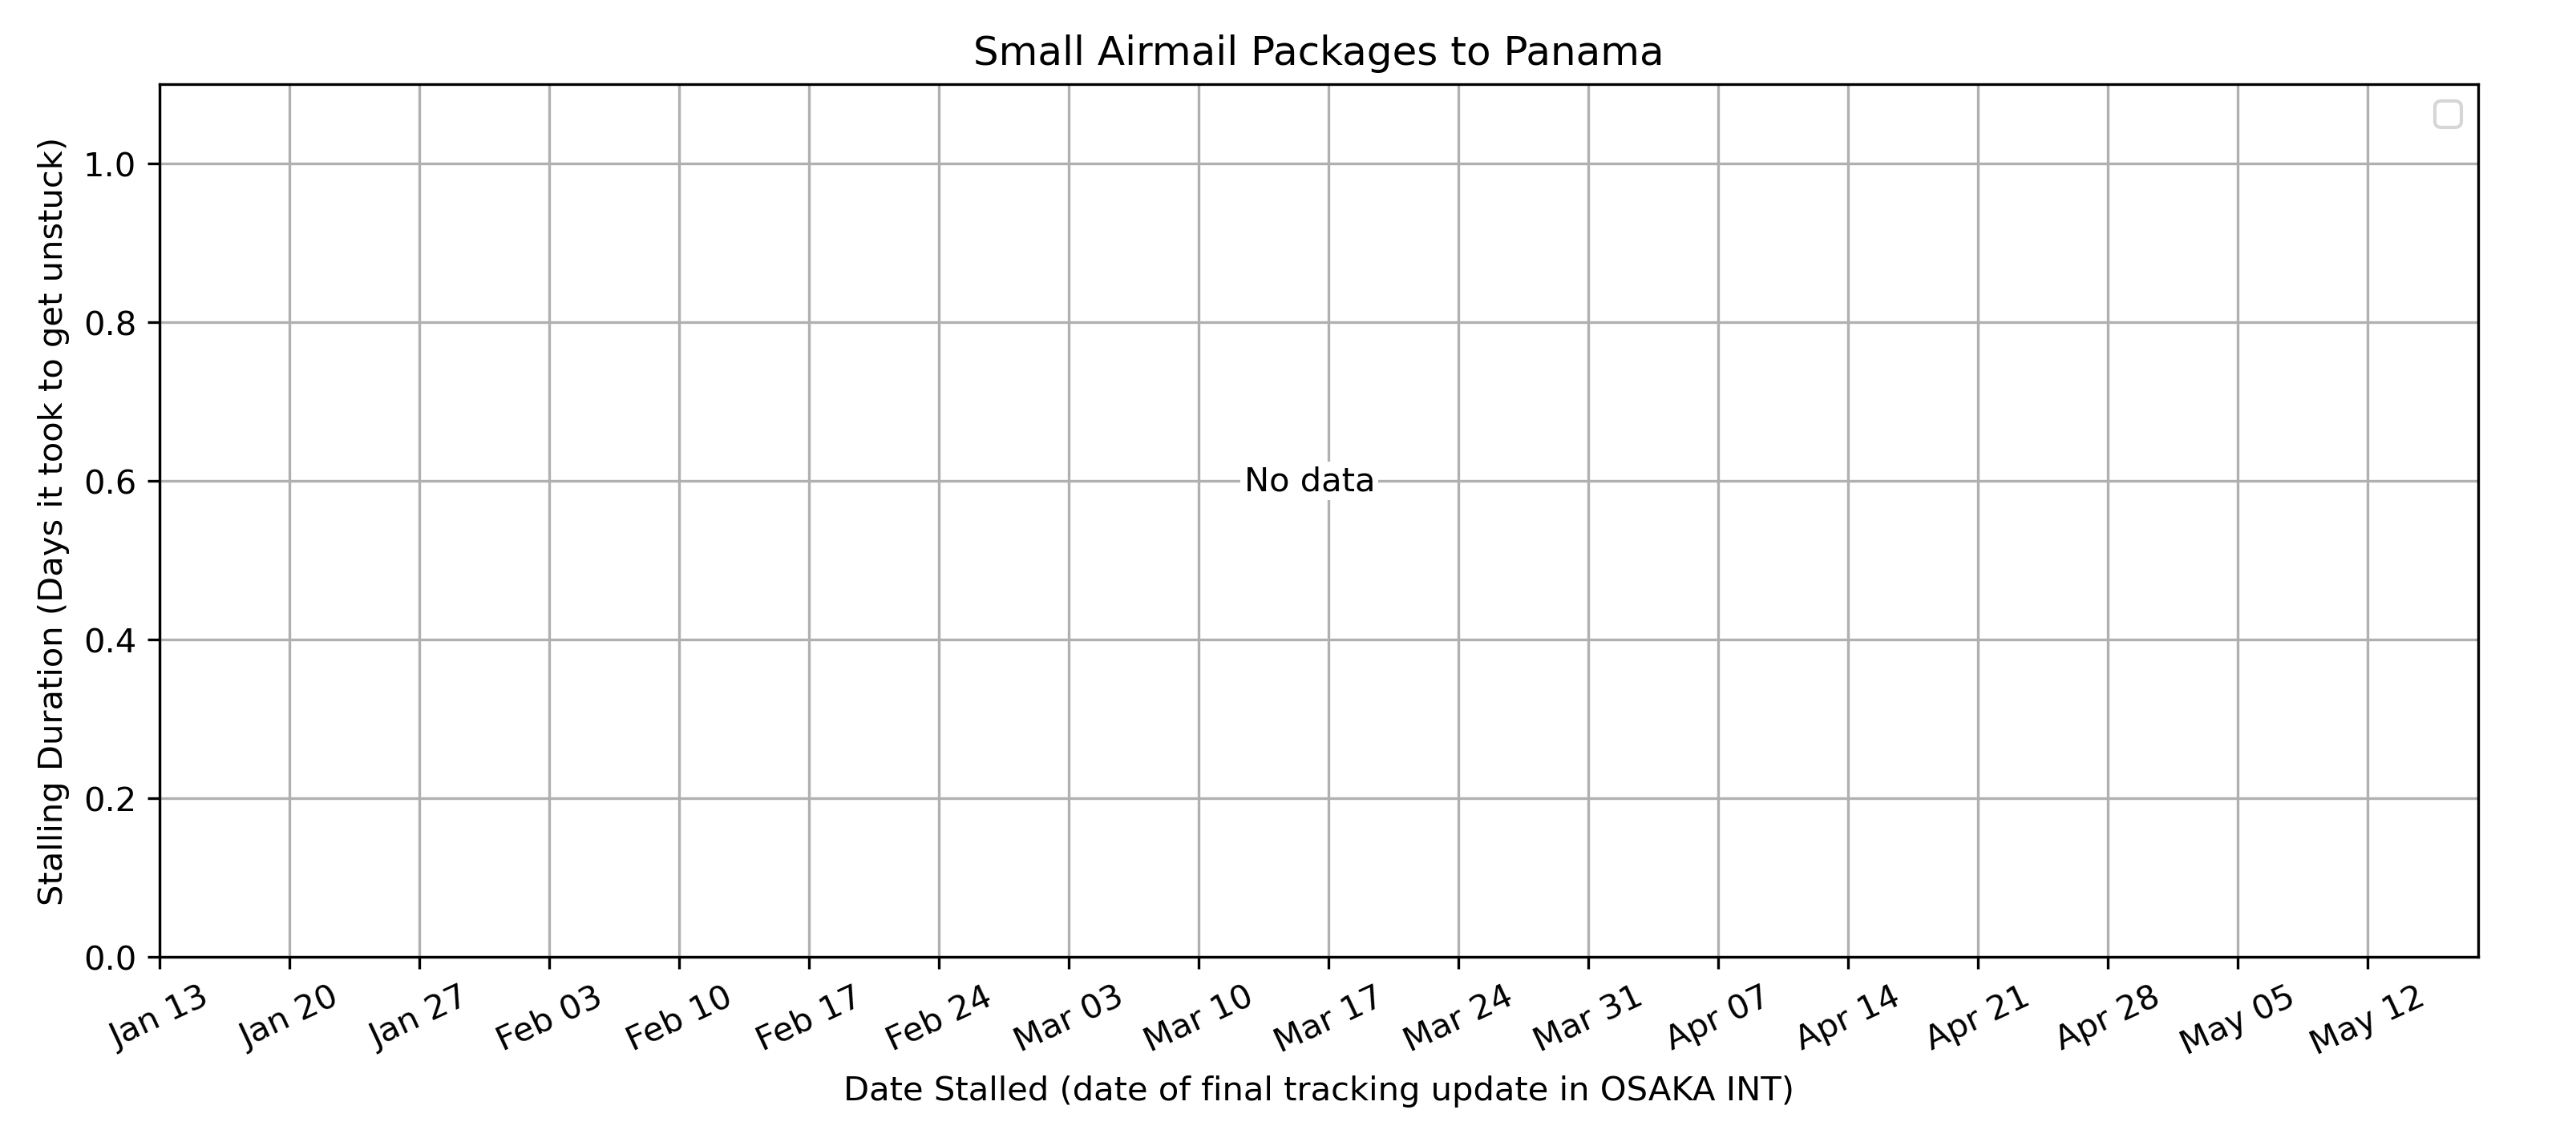 Small Airmail Packages to Panama
Stalling Duration (Days it took to get unstuck)
1.0
0.8
0.6
0.4
0.2
0.0
No data
Jan 13 Jan 20 Jan 27 Feb 03 Feb 10 Feb 17 Feb 24 Mar 03 Mar 10 Mar 17 Mar 24 Mar 31 Apr 07 Apr 14 Apr 21 Apr 28 May 05 May 12
Date Stalled (date of final tracking update in OSAKA INT)